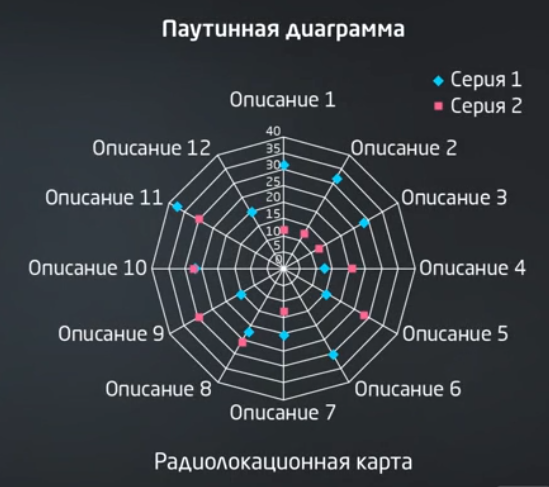 Паутинная диаграмма
Серия 1
Серия 2
Описание 1
Описание 12
Описание 2
Описание 11
Описание 3
Описание 10
Описание 4
Описание 9
Описание 5
Описание 8
Описание 6
Описание 7
40
35
30
25
20
15
10
5
0
Радиолокационная карта